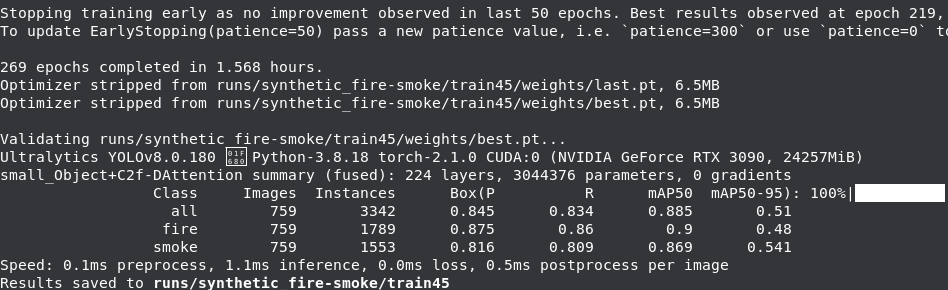 Stopping training early as no improvement observed in last 50 epochs. Best results observed at epoch 219,
To update EarlyStopping(patience=50) pass a new patience value, i.e. `patience=300` or use `patience=0` to
269 epochs completed in 1.568 hours.
Optimizer stripped from runs/synthetic_fire-smoke/train45/weights/last.pt, 6.5MB
Optimizer stripped from runs/synthetic_fire-smoke/train45/weights/best.pt, 6.5MB
Validating runs/synthetic_fire-smoke/train45/weights/best.pt...
Ultralytics YOLOv8.0.180 01F680 Python-3.8.18 torch-2.1.0 CUDA:0 (NVIDIA GeForce RTX 3090, 24257MiB)
small_Object+C2f-DAttention summary (fused): 224 layers, 3044376 parameters, 0 gradients
Class Images Instances Box(P R mAP50 mAP50-95): 100%|
all 759 3342 0.845 0.834 0.885 0.51
fire 759 1789 0.875 0.86 0.9 0.48
smoke 759 1553 0.816 0.809 0.869 0.541
Speed: 0.1ms preprocess, 1.1ms inference, 0.0ms loss, 0.5ms postprocess per image
Results saved to runs/synthetic_fire-smoke/train45